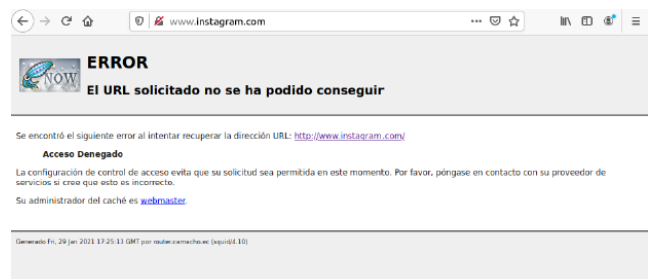 www.instagram.com
NOW
ERROR
El URL solicitado no se ha podido conseguir
Se encontró el siguiente error al intentar recuperar la dirección URL: http://www.instagram.com/
Acceso Denegado
La configuración de control de acceso evita que su solicitud sea permitida en este momento. Por favor, póngase en contacto con su proveedor de
servicios si cree que esto es incorrecto.
Su administrador del caché es webmaster.
Generado Fri, 29 Jan 2021 17:25:13 GMT por router.camacho.ec (squid/4.10)